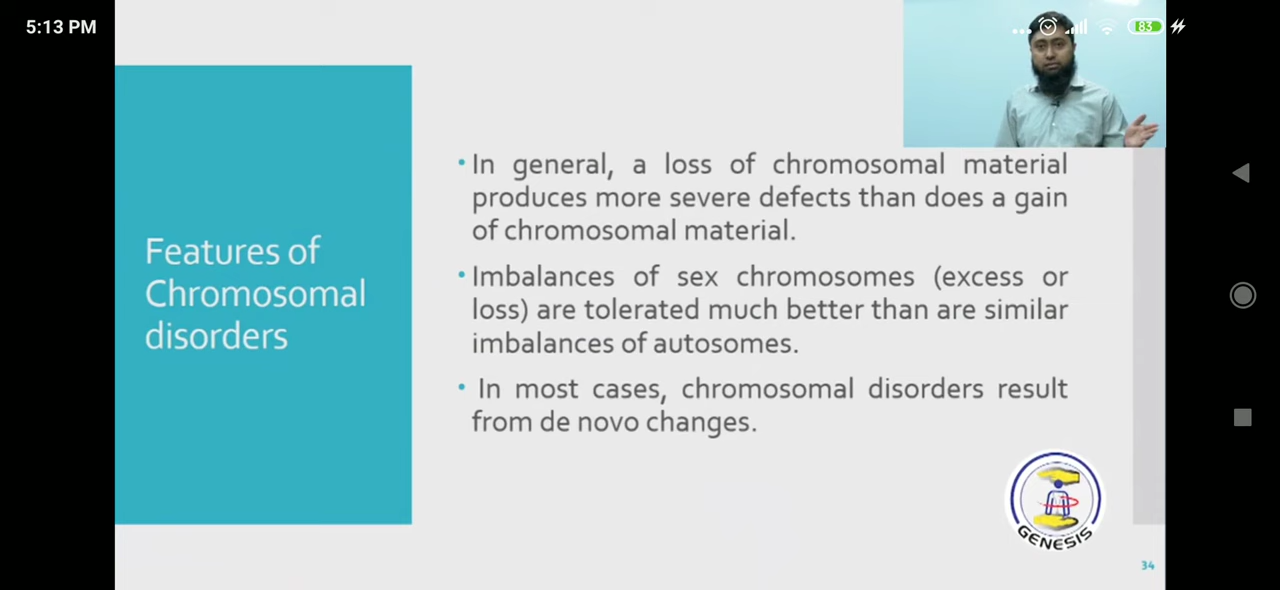 5:13 PM
83
Features of
Chromosomal
disorders
• In general, a loss of chromosomal material
produces more severe defects than does a gain
of chromosomal material.
• Imbalances of sex chromosomes (excess or
loss) are tolerated much better than are similar
imbalances of autosomes.
• In most cases, chromosomal disorders result
from de novo changes.
GENESIS
34